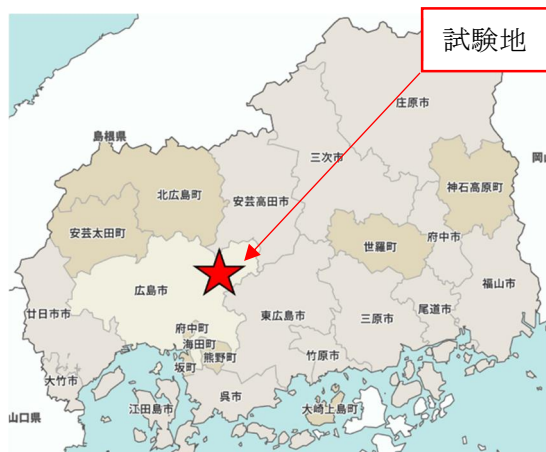 試験地
庄原市
島根県
三次市
岡山
北広島町
安芸高田市
神石高原町
安芸太田町
世羅町
府中市
広島市
福山市
廿日市市
東広島市
三原市
尾道市
府中町
海田町
坂町
熊野町
竹原市
大竹市
呉市
江田島市
大崎上島町
山口県